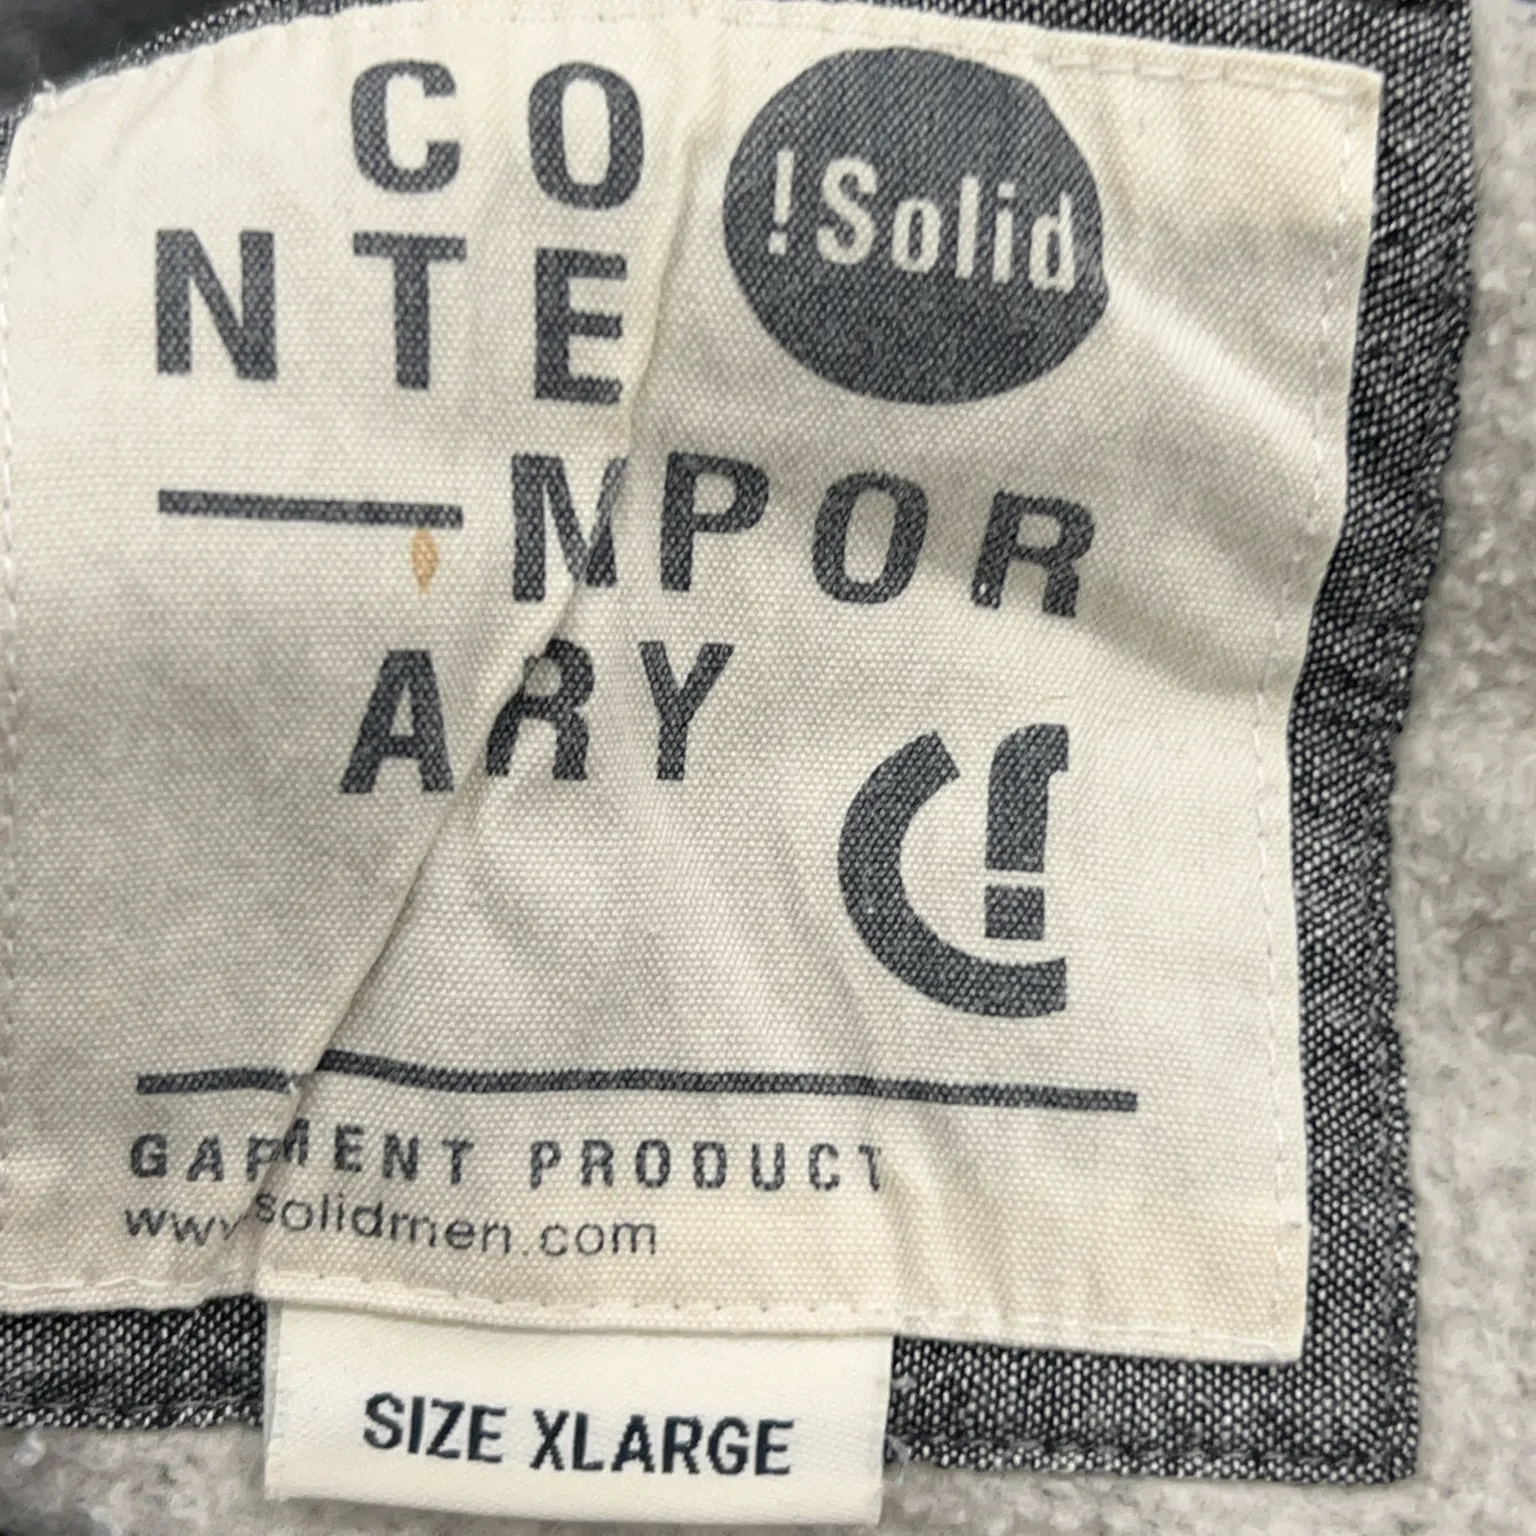 CO
!Solid
NTE
MPOR
ARY
GARMENT PRODUCT
www.solidmen.com
SIZE XLARGE